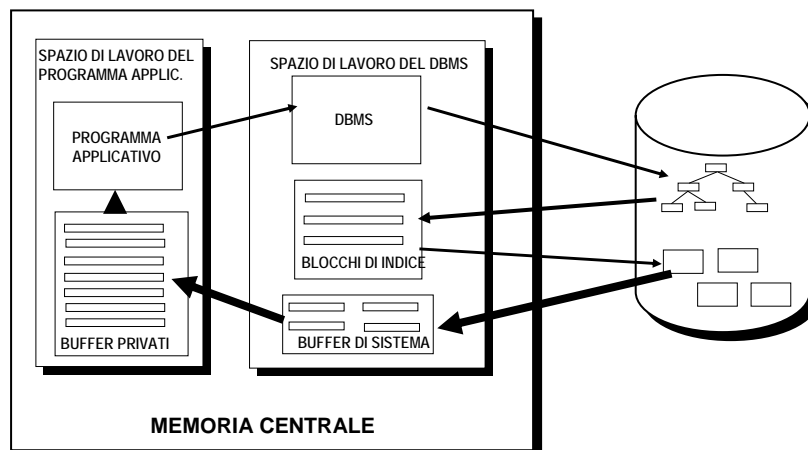 SPAZIO DI LAVORO DEL
PROGRAMMA APPLIC.
PROGRAMMA
APPLICATIVO
BUFFER PRIVATI
SPAZIO DI LAVORO DEL DBMS
DBMS
BLOCCHI DI INDICE
BUFFER DI SISTEMA
MEMORIA CENTRALE